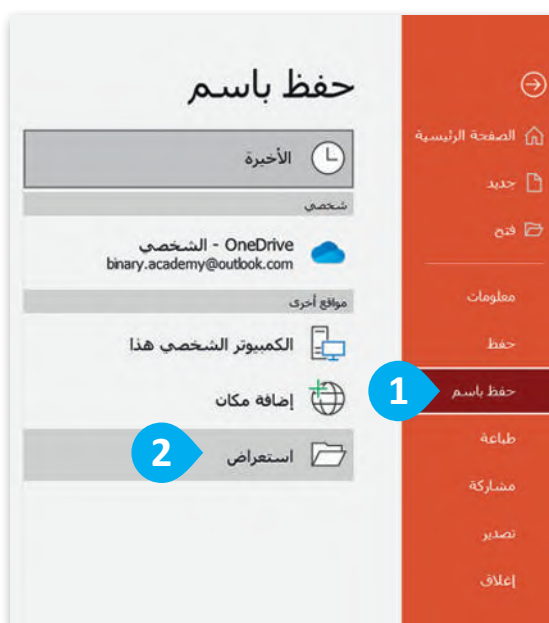 الصفحة الرئيسية
جديد
فتح
معلومات
حفظ
حفظ باسم
1
طباعة
مشاركة
تصدير
إغلاق
حفظ باسم
الأخيرة
شخصي
OneDrive - الشخصي
binary.academy@outlook.com
مواقع أخرى
الكمبيوتر الشخصي هذا
إضافة مكان
استعراض
2